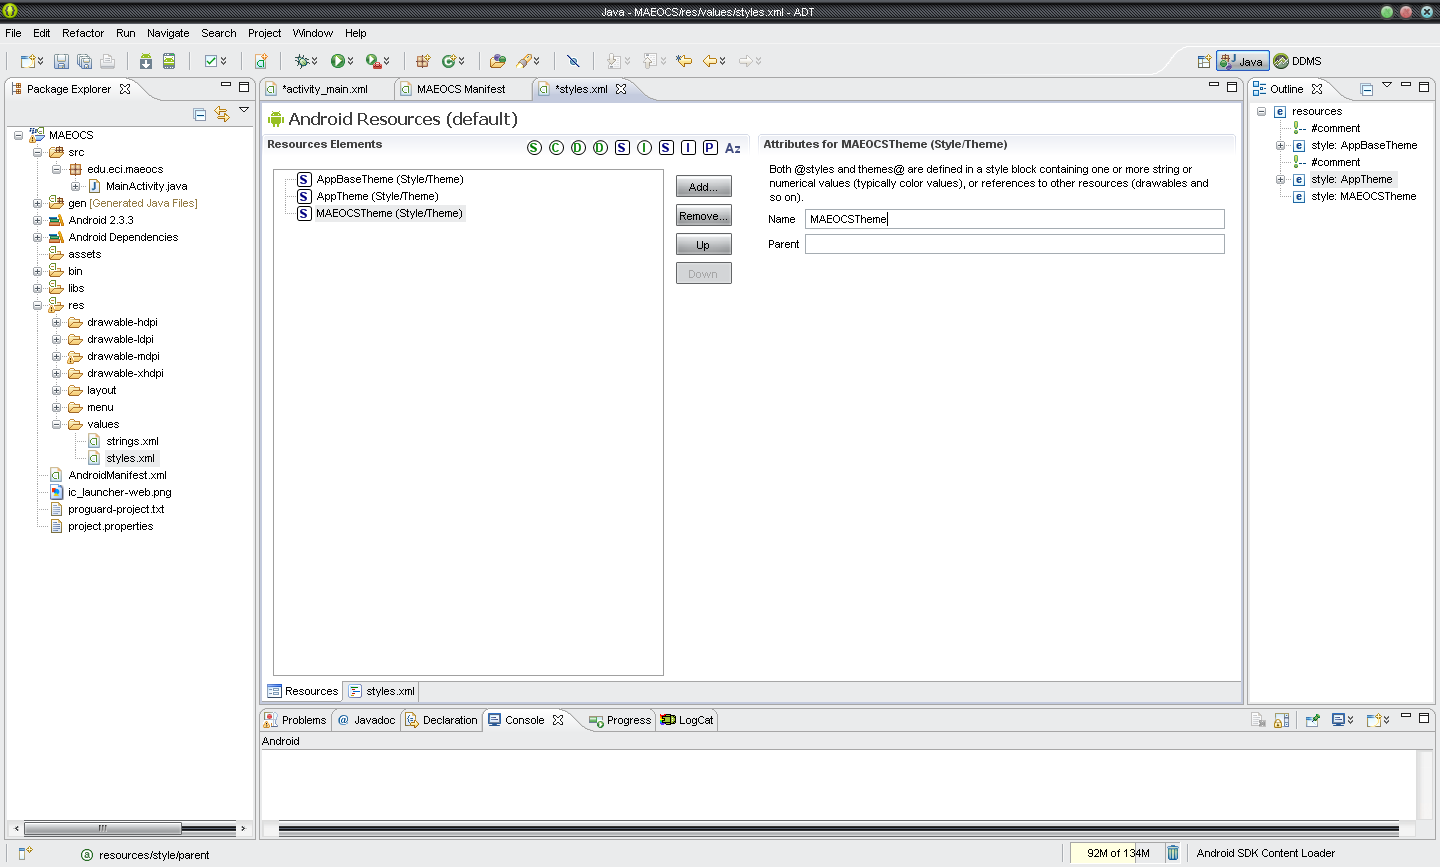 Java - MAEOCS/res/values/styles.xml - ADT
File Edit Refactor Run Navigate Search Project Window Help
Java DDMS
Package Explorer
MAEOCS
src
edu.eci.maeocs
MainActivity.java
gen [Generated Java Files]
Android 2.3.3
Android Dependencies
assets
bin
libs
res
drawable-hdpi
drawable-ldpi
drawable-mdpi
drawable-xhdpi
layout
menu
values
strings.xml
styles.xml
AndroidManifest.xml
ic_launcher-web.png
proguard-project.txt
project.properties
*activity_main.xml MAEOCS Manifest *styles.xml
Android Resources (default)
Resources Elements
S C D D S I S I P Az
S AppBaseTheme (Style/Theme)
S AppTheme (Style/Theme)
S MAEOCSTheme (Style/Theme)
Add...
Remove...
Up
Down
Attributes for MAEOCSTheme (Style/Theme)
Both @styles and themes@ are defined in a style block containing one or more string or
numerical values (typically color values), or references to other resources (drawables and
so on).
Name MAEOCSTheme
Parent
Resources styles.xml
Outline
resources
#comment
style: AppBaseTheme
#comment
style: AppTheme
style: MAEOCSTheme
Problems @ Javadoc Declaration Console Progress LogCat
Android
resources/style/parent
92M of 134M
Android SDK Content Loader